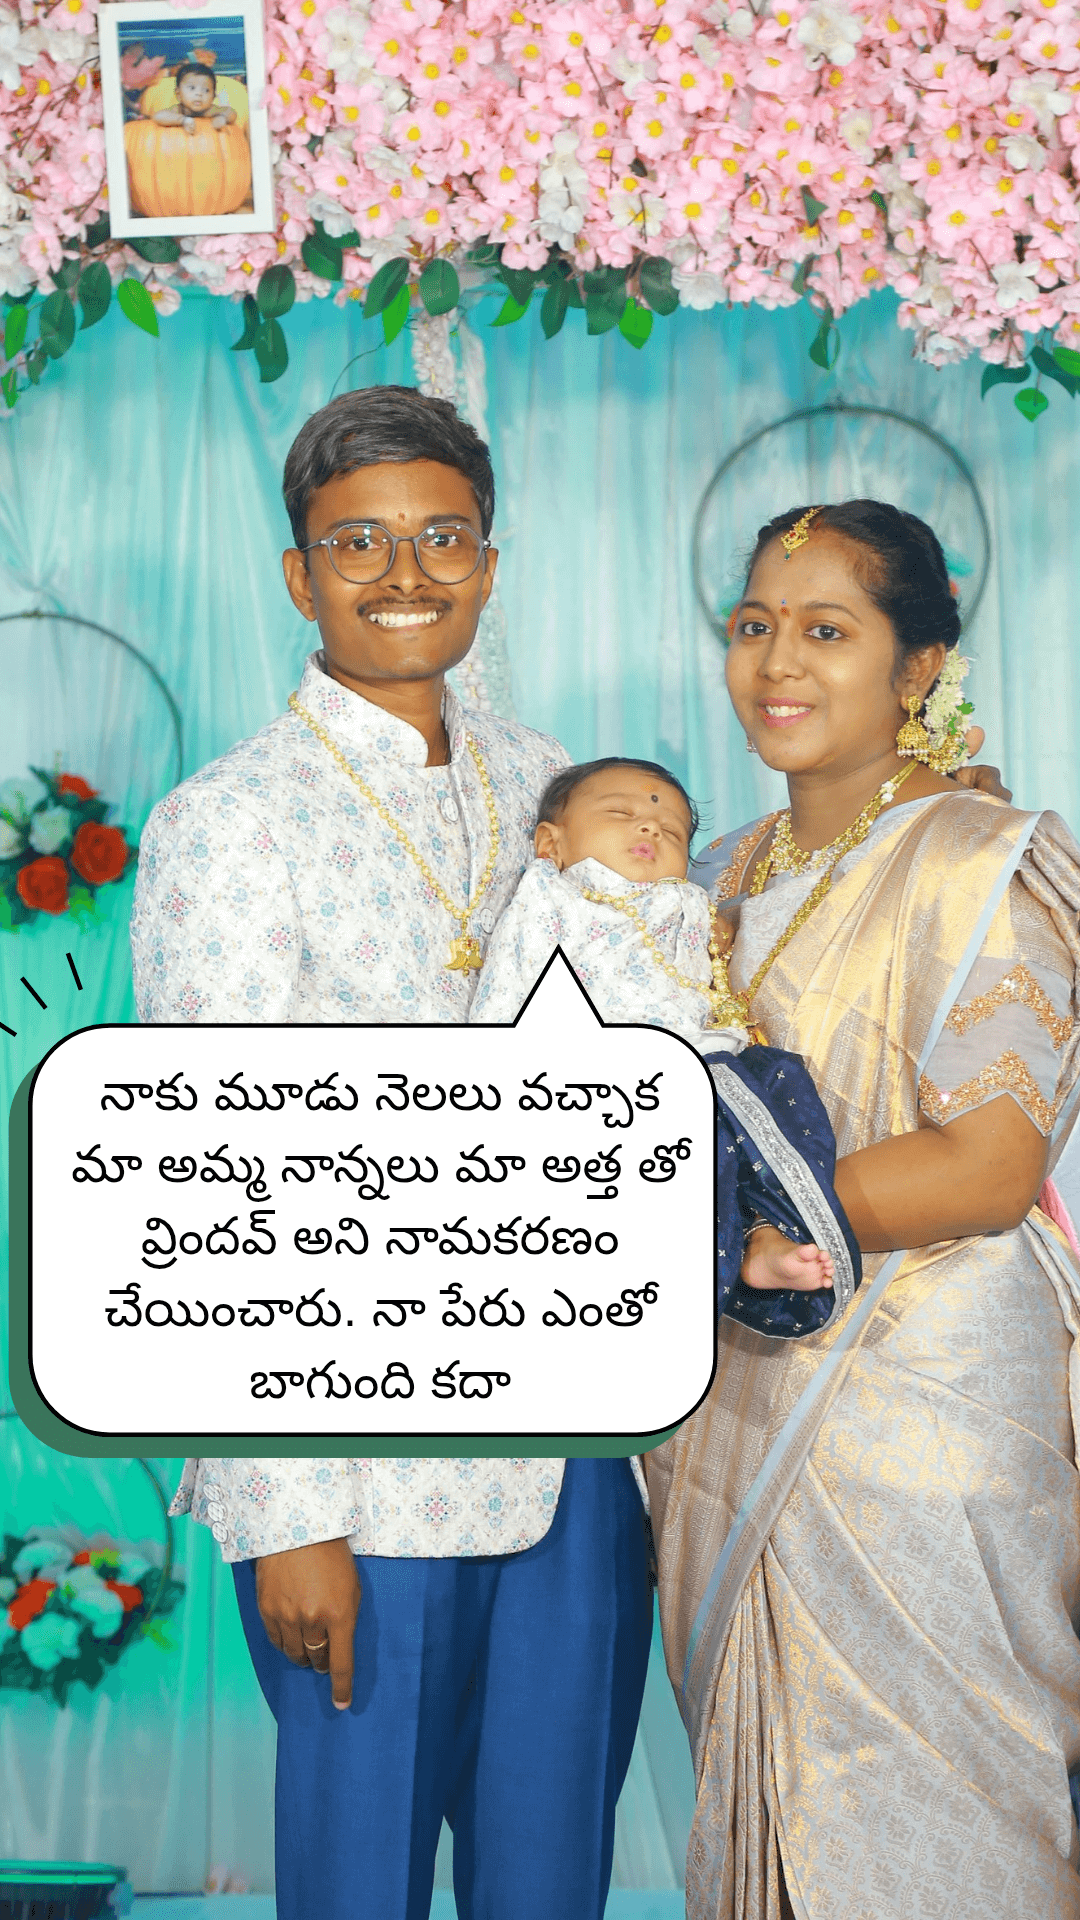 నాకు మూడు నెలలు వచ్చాక
మా అమ్మ నాన్నలు మా అత్త తో
వ్రిందవ్ అని నామకరణం
చేయించారు. నా పేరు ఎంతో
బాగుంది కదా